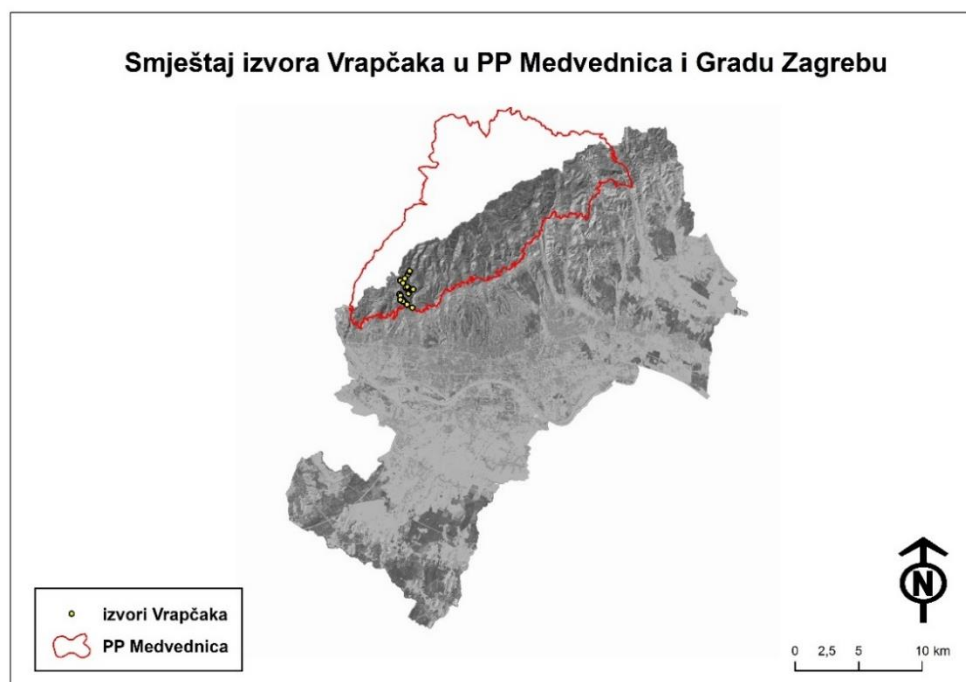 Smještaj izvora Vrapčaka u PP Medvednica i Gradu Zagrebu
izvori Vrapčaka
PP Medvednica
N
0 2,5 5 10 km